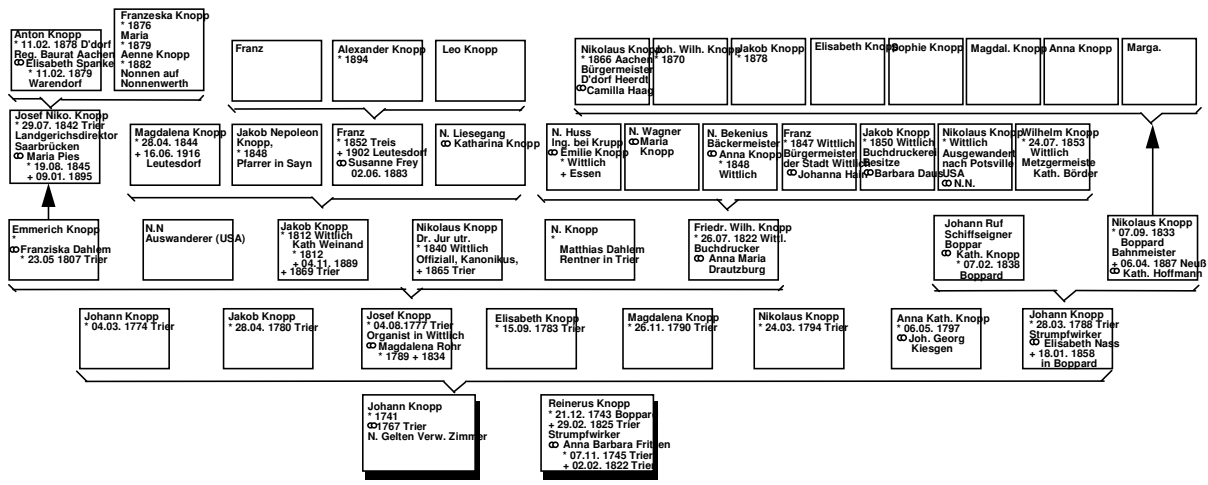 Anton Knopp
* 11.02. 1878 D'dorf
Reg. Baurat Aachen
Elisabeth Spanke
* 11.02. 1879
Warendorf
Franzeska Knopp
* 1876
Maria
* 1879
Aenne Knopp
* 1882
Nonnen auf
Nonnenwerth
Franz
Alexander Knopp
* 1894
Leo Knopp
Nikolaus Knopp
* 1866 Aachen
Bürgermeister
D'dorf Heerdt
Camilla Haag
Joh. Wilh. Knopp
* 1870
Jakob Knopp
* 1878
Elisabeth Knopp
Sophie Knopp
Magdal. Knopp
Anna Knopp
Marga.
Josef Niko. Knopp
* 29.07. 1842 Trier
Landgerichsdirektor
Saarbrücken
ꝏ Maria Pies
* 19.08. 1845
+ 09.01. 1895
Magdalena Knopp
* 28.04. 1844
+ 16.06. 1916
Leutesdorf
Jakob Nepoleon
Knopp,
* 1848
Pfarrer in Sayn
Franz
* 1852 Treis
+ 1902 Leutesdorf
ꝏ Susanne Frey
02.06. 1883
N. Liesegang
ꝏ Katharina Knopp
N. Huss
Ing. bei Krupp
ꝏ Emilie Knopp
* Wittlich
+ Essen
N. Wagner
ꝏ Maria
Knopp
N. Bekenius
Bäckermeister
ꝏ Anna Knopp
* 1848
Wittlich
Franz
* 1847 Wittlich
Bürgermeister
der Stadt Wittlich
ꝏ Johanna Hain
Jakob Knopp
* 1850 Wittlich
Buchdruckerei
Besitze
ꝏ Barbara Daus
Nikolaus Knopp
* Wittlich
Ausgewandert
nach Potsville
USA
ꝏ N.N.
Wilhelm Knopp
* 24.07. 1853
Wittlich
Metzgermeiste
Kath. Börder
Emmerich Knopp
*
ꝏ Franziska Dahlem
* 23.05 1807 Trier
N.N
Auswanderer (USA)
Jakob Knopp
* 1812 Wittlich
Kath Weinand
* 1812
+ 04.11. 1889
+ 1869 Trier
Nikolaus Knopp
Dr. Jur utr.
* 1840 Wittlich
Offiziall, Kanonikus,
+ 1865 Trier
N. Knopp
*
Matthias Dahlem
Rentner in Trier
Friedr. Wilh. Knopp
* 26.07. 1822 Wittl.
Buchdrucker
ꝏ Anna Maria
Drautzburg
Johann Ruf
Schiffseigner
Boppar
ꝏ Kath. Knopp
* 07.02. 1838
Boppard
Nikolaus Knopp
* 07.09. 1833
Boppard
Bahnmeister
+ 06.04. 1887 Neuß
ꝏ Kath. Hoffmann
Johann Knopp
* 04.03. 1774 Trier
Jakob Knopp
* 28.04. 1780 Trier
Josef Knopp
* 04.08.1777 Trier
Organist in Wittlich
ꝏ Magdalena Rohr
* 1789 + 1834
Elisabeth Knopp
* 15.09. 1783 Trier
Magdalena Knopp
* 26.11. 1790 Trier
Nikolaus Knopp
* 24.03. 1794 Trier
Anna Kath. Knopp
* 06.05. 1797
ꝏ Joh. Georg
Kiesgen
Johann Knopp
* 28.03. 1788 Trier
Strumpfwirker
ꝏ Elisabeth Nass
+ 18.01. 1858
in Boppard
Johann Knopp
* 1741
ꝏ 1767 Trier
N. Gelten Verw. Zimmer
Reinerus Knopp
* 21.12. 1743 Boppard
+ 29.02. 1825 Trier
Strumpfwirker
ꝏ Anna Barbara Fritzen
* 07.11. 1745 Trier
+ 02.02. 1822 Trier